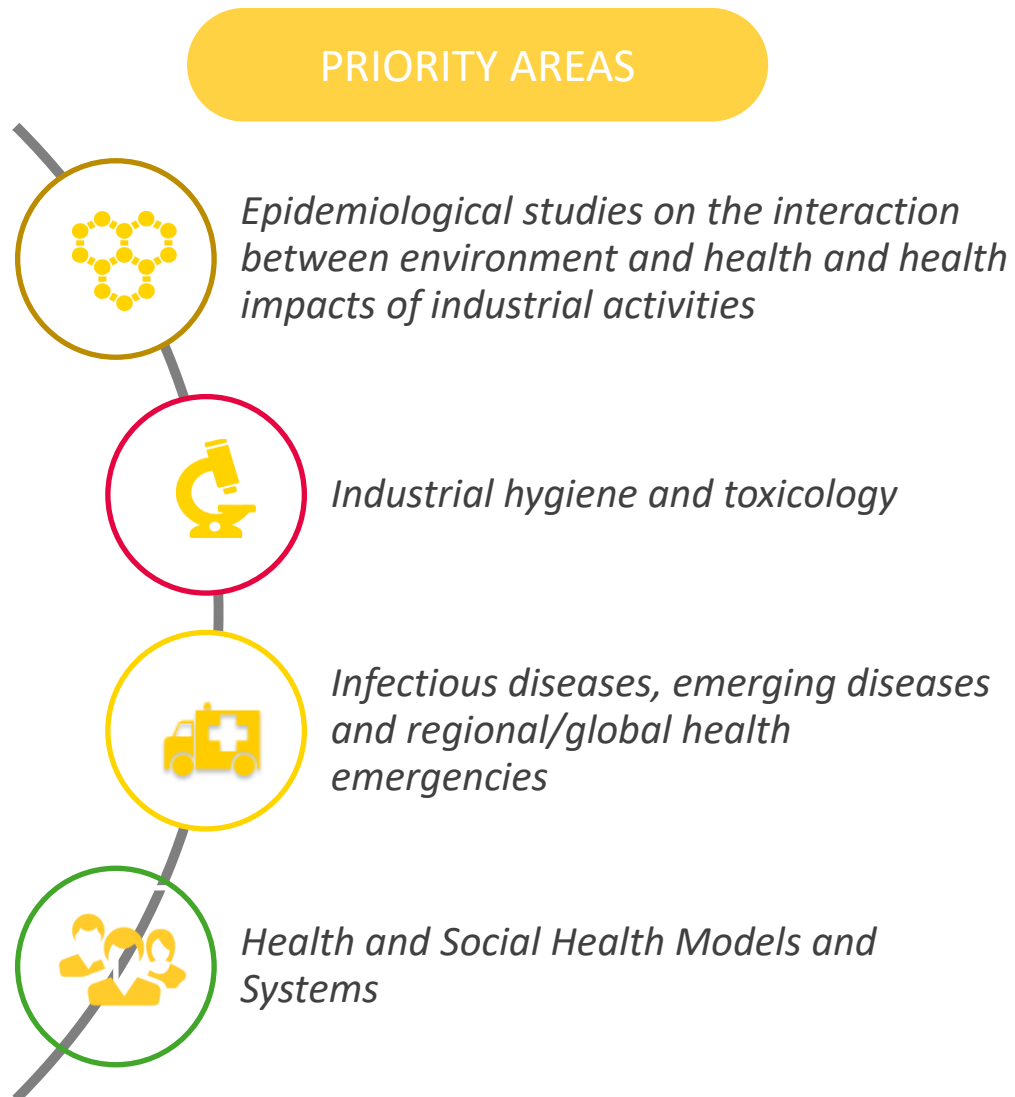 PRIORITY AREAS
Epidemiological studies on the interaction
between environment and health and health
impacts of industrial activities
Industrial hygiene and toxicology
Infectious diseases, emerging diseases
and regional/global health
emergencies
Health and Social Health Models and
Systems